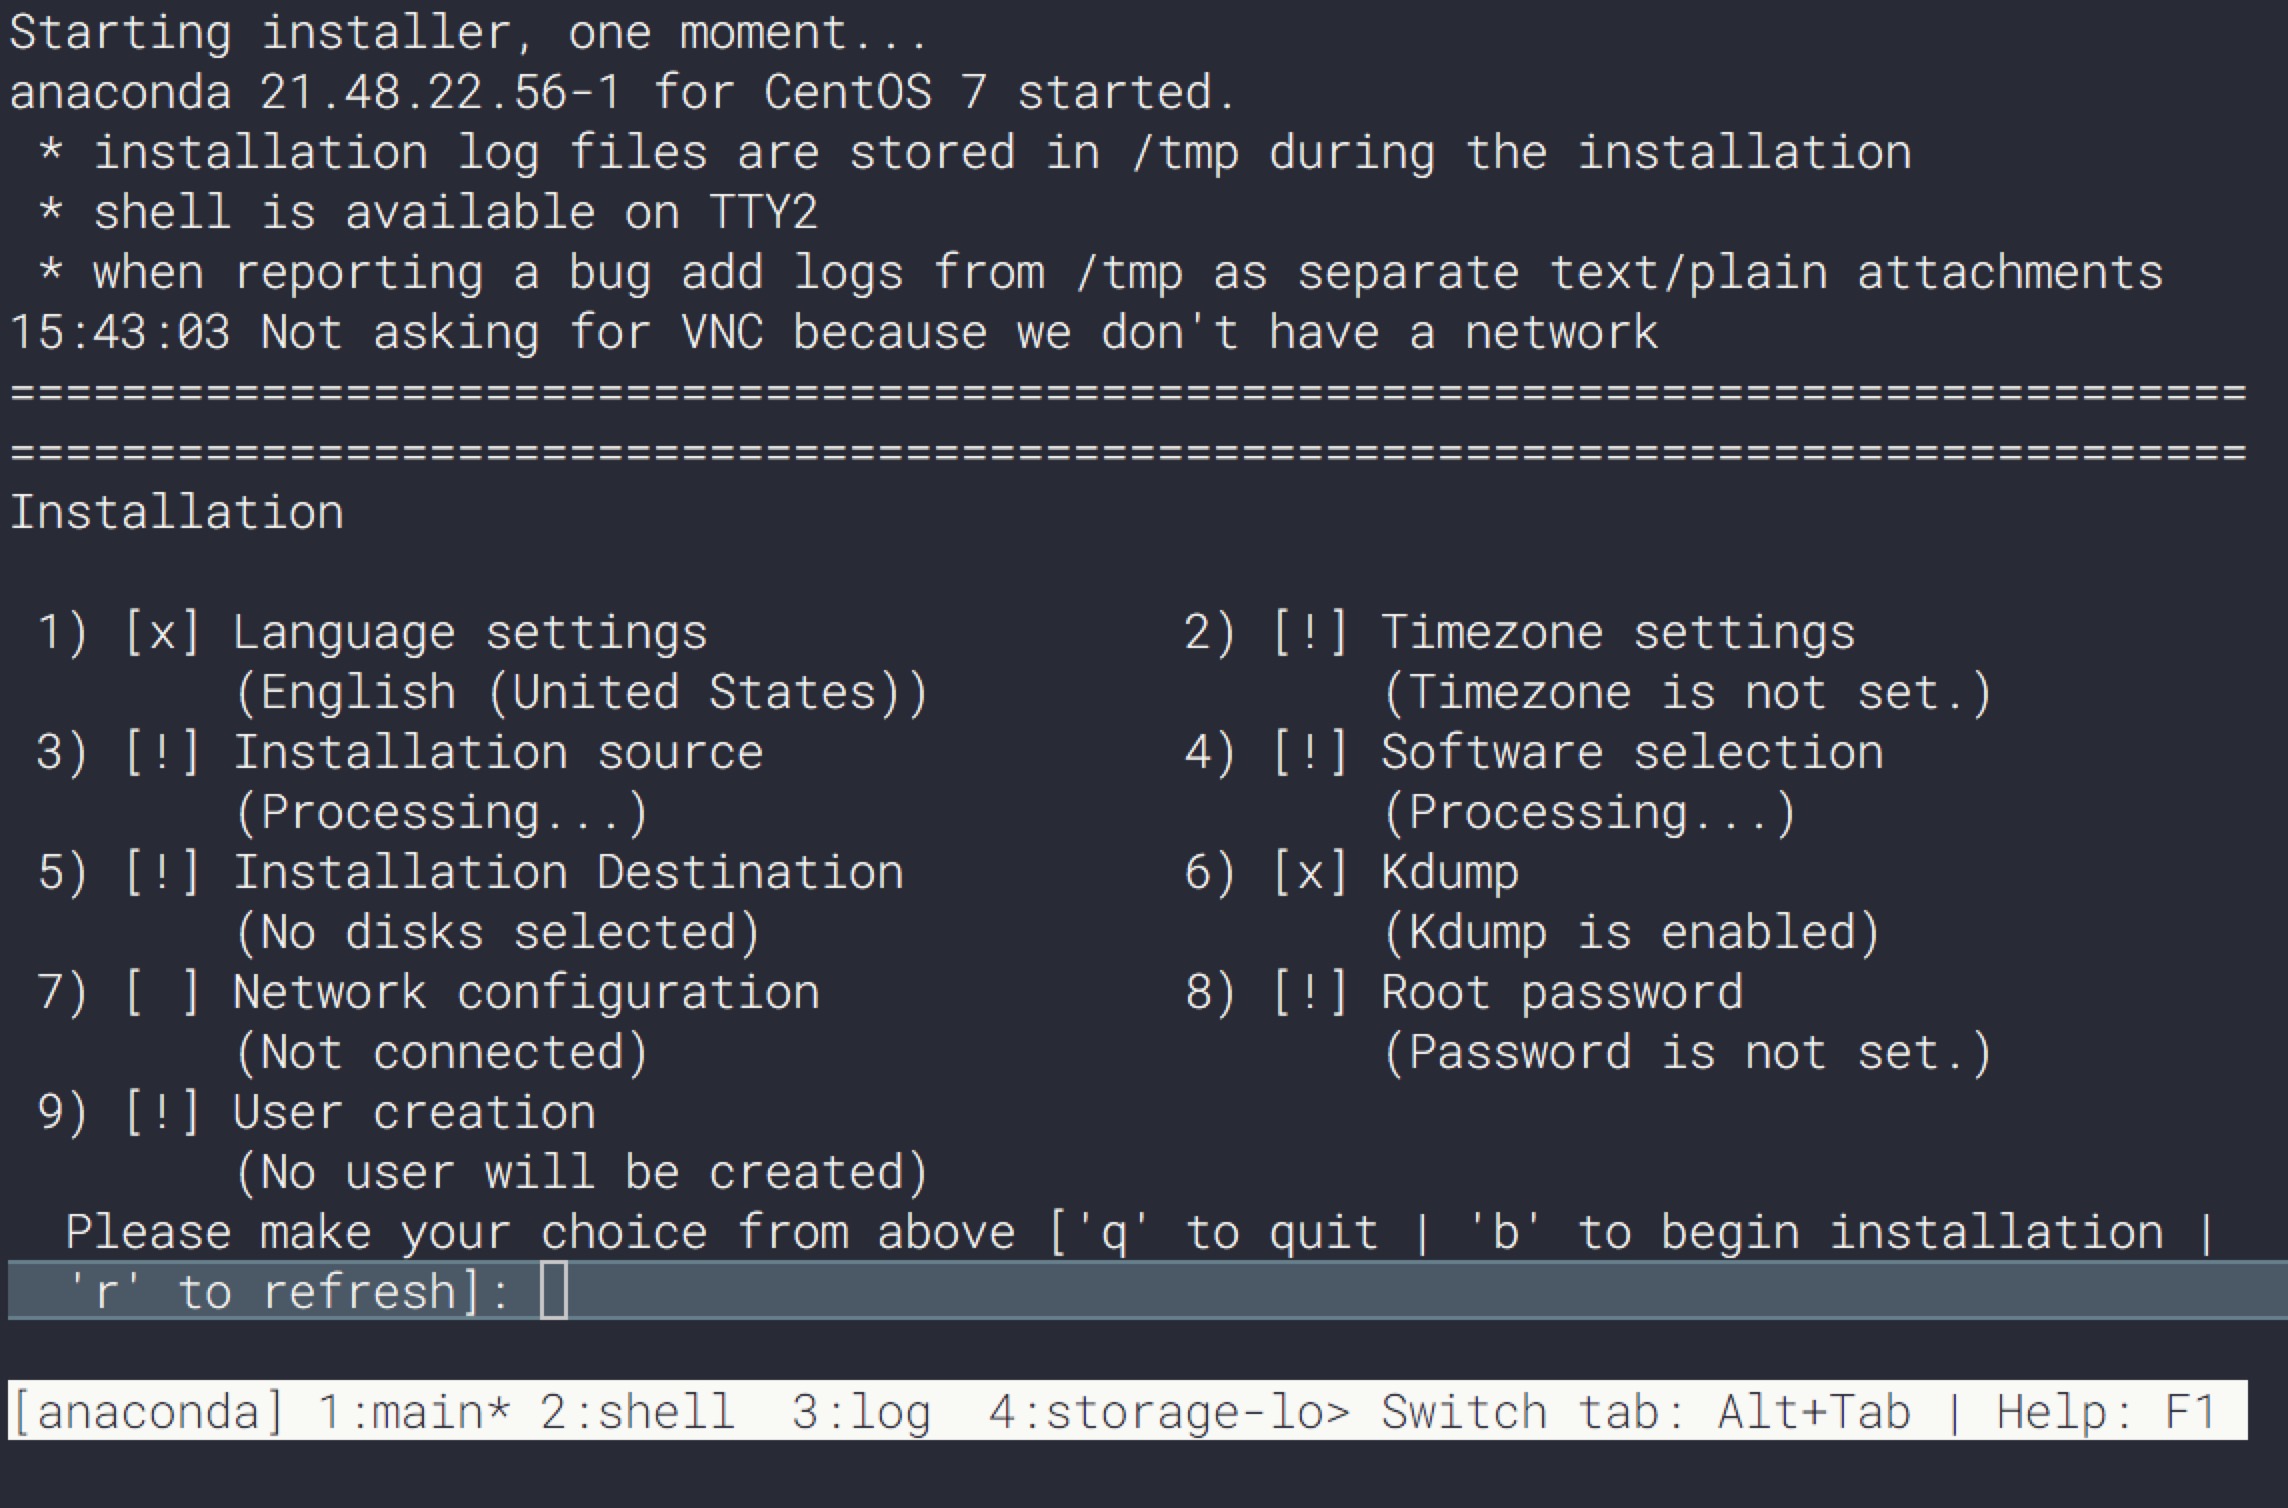 Starting installer, one moment...
anaconda 21.48.22.56-1 for CentOS 7 started.
 * installation log files are stored in /tmp during the installation
 * shell is available on TTY2
 * when reporting a bug add logs from /tmp as separate text/plain attachments
15:43:03 Not asking for VNC because we don't have a network
================================================================================
================================================================================
Installation

 1) [x] Language settings                 2) [!] Timezone settings
        (English (United States))                (Timezone is not set.)
 3) [!] Installation source               4) [!] Software selection
        (Processing...)                          (Processing...)
 5) [!] Installation Destination          6) [x] Kdump
        (No disks selected)                      (Kdump is enabled)
 7) [ ] Network configuration             8) [!] Root password
        (Not connected)                          (Password is not set.)
 9) [!] User creation
        (No user will be created)
  Please make your choice from above ['q' to quit | 'b' to begin installation |
  'r' to refresh]:

[anaconda] 1:main* 2:shell  3:log  4:storage-lo> Switch tab: Alt+Tab | Help: F1